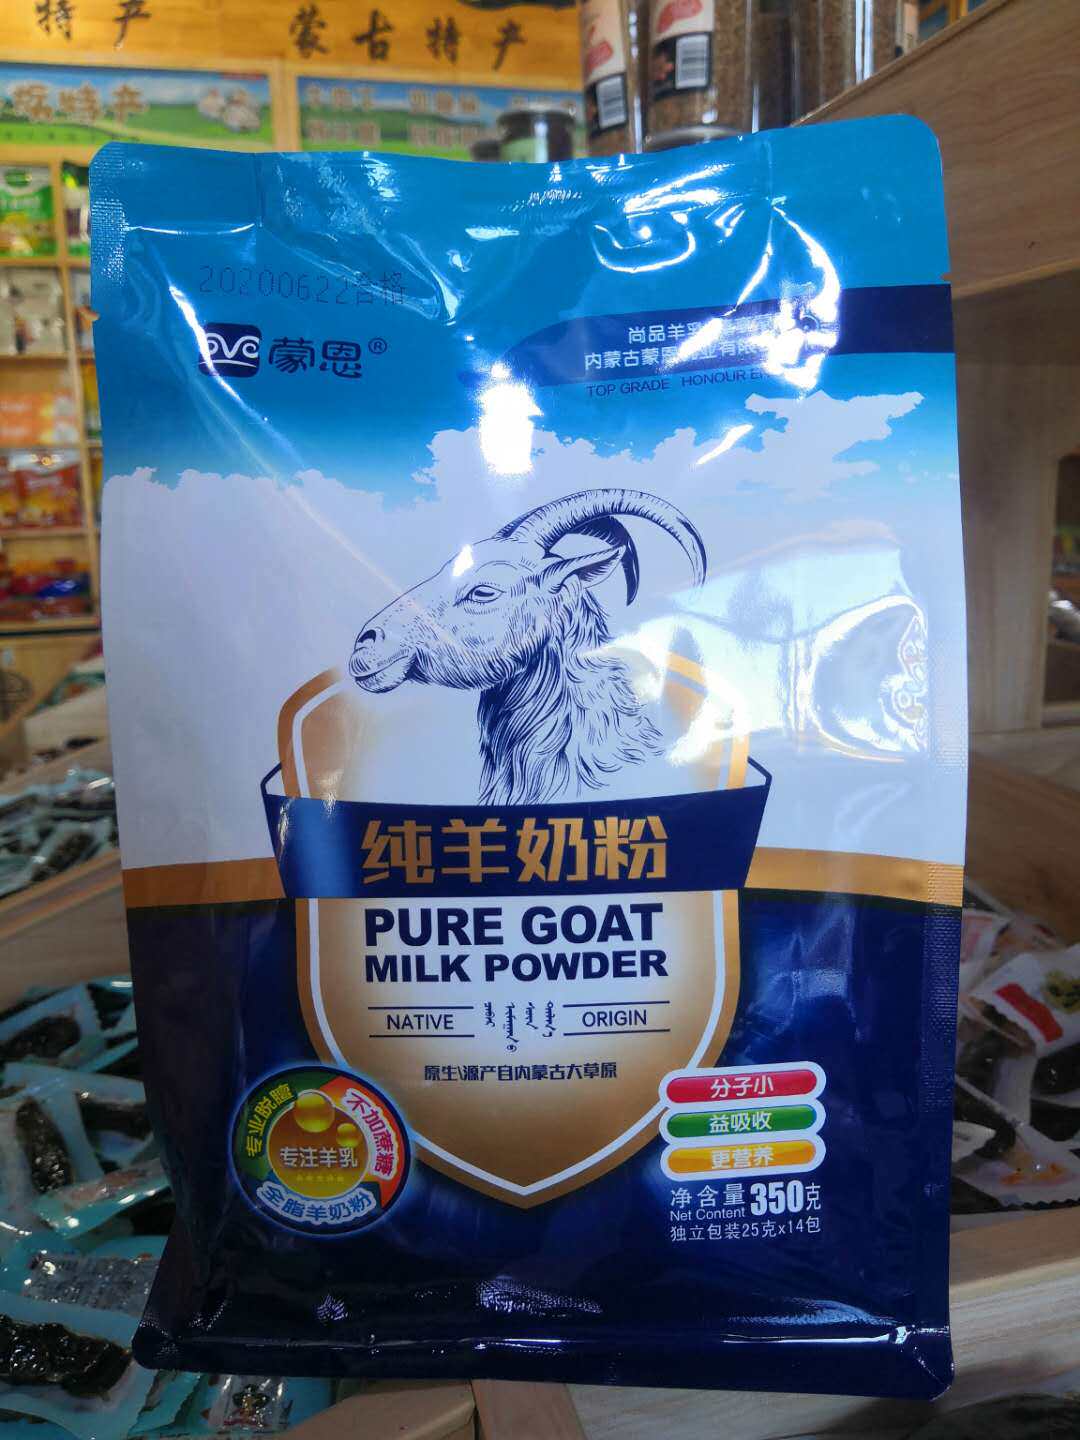 特产
蒙古特产
20200622合格
蒙恩®
尚品羊乳
内蒙古蒙恩
业有限
TOP GRADE HONOUR
纯羊奶粉
PURE GOAT
MILK POWDER
NATIVE
ORIGIN
原生\源产自内蒙古大草原
专业脱膻
不加蔗糖
专注羊乳
全脂羊奶粉
分子小
益吸收
更营养
净含量350克
Net Content
独立包装25克x14包